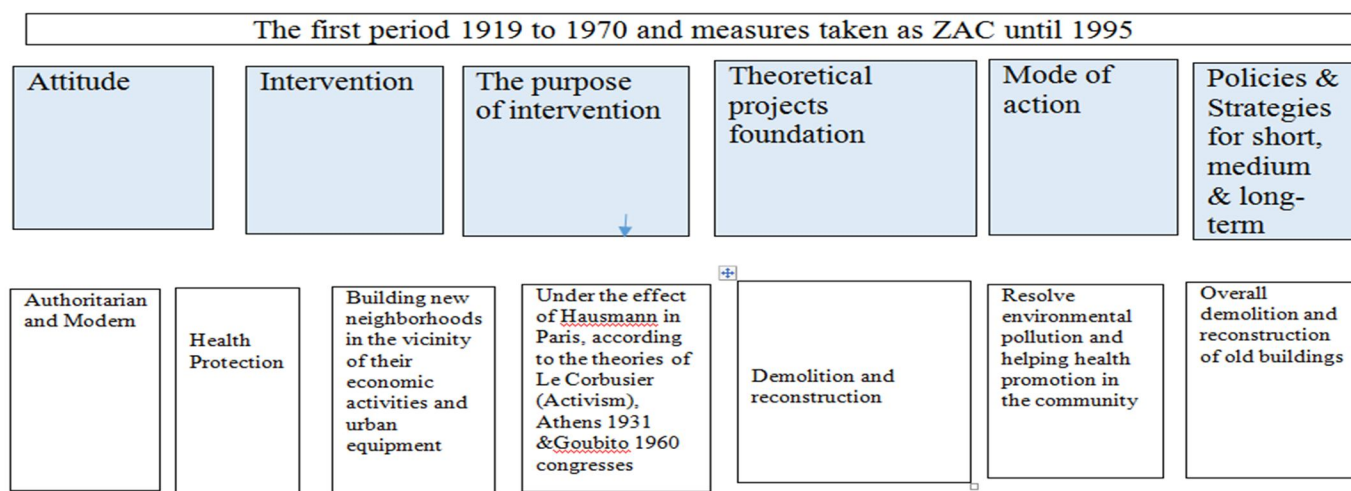 The first period 1919 to 1970 and measures taken as ZAC until 1995
Attitude
Intervention
The purpose
of intervention
Theoretical
projects
foundation
Mode of
action
Policies &
Strategies
for short,
medium
& long-
term
Authoritarian
and Modern
Health
Protection
Building new
neighborhoods
in the vicinity
of their
economic
activities and
urban
equipment
Under the effect
of Hausmann in
Paris, according
to the theories of
Le Corbusier
(Activism),
Athens 1931
&Goubito 1960
congresses
Demolition and
reconstruction
Resolve
environmental
pollution and
helping health
promotion in
the community
Overall
demolition and
reconstruction
of old buildings